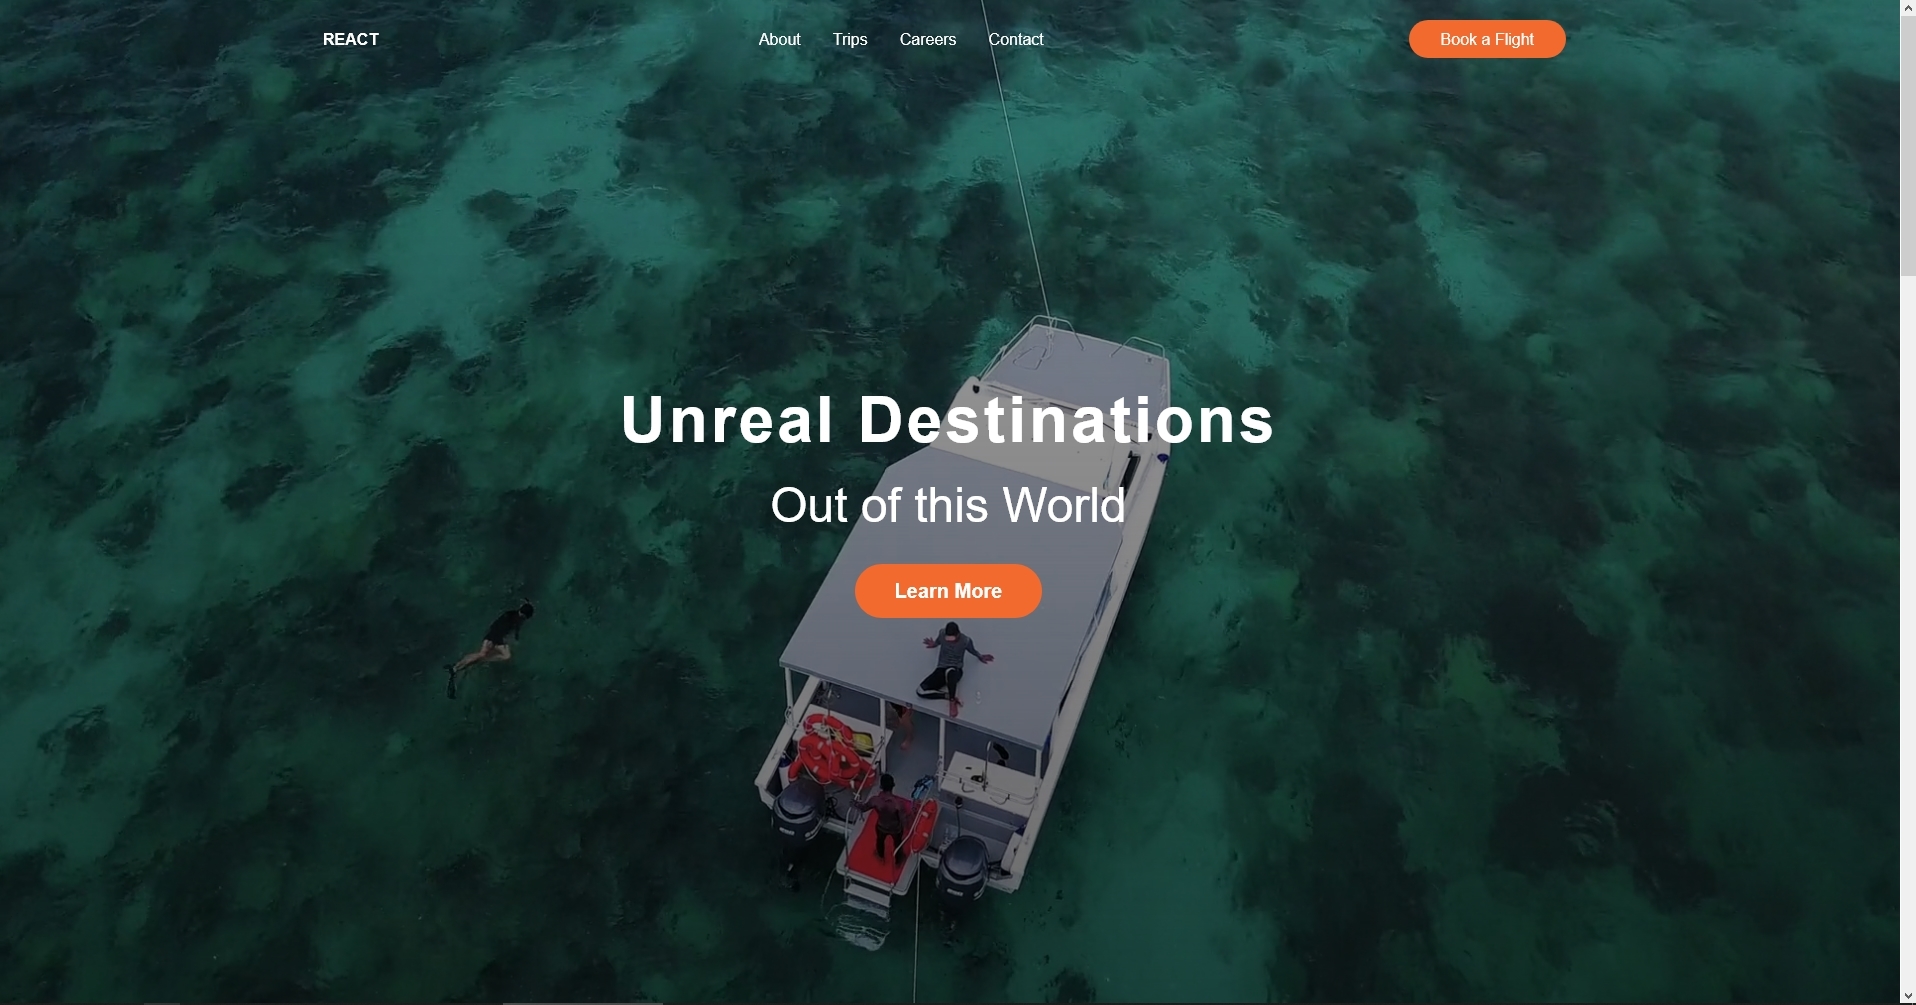 REACT
About Trips Careers Contact
Book a Flight
Unreal Destinations
Out of this World
Learn More